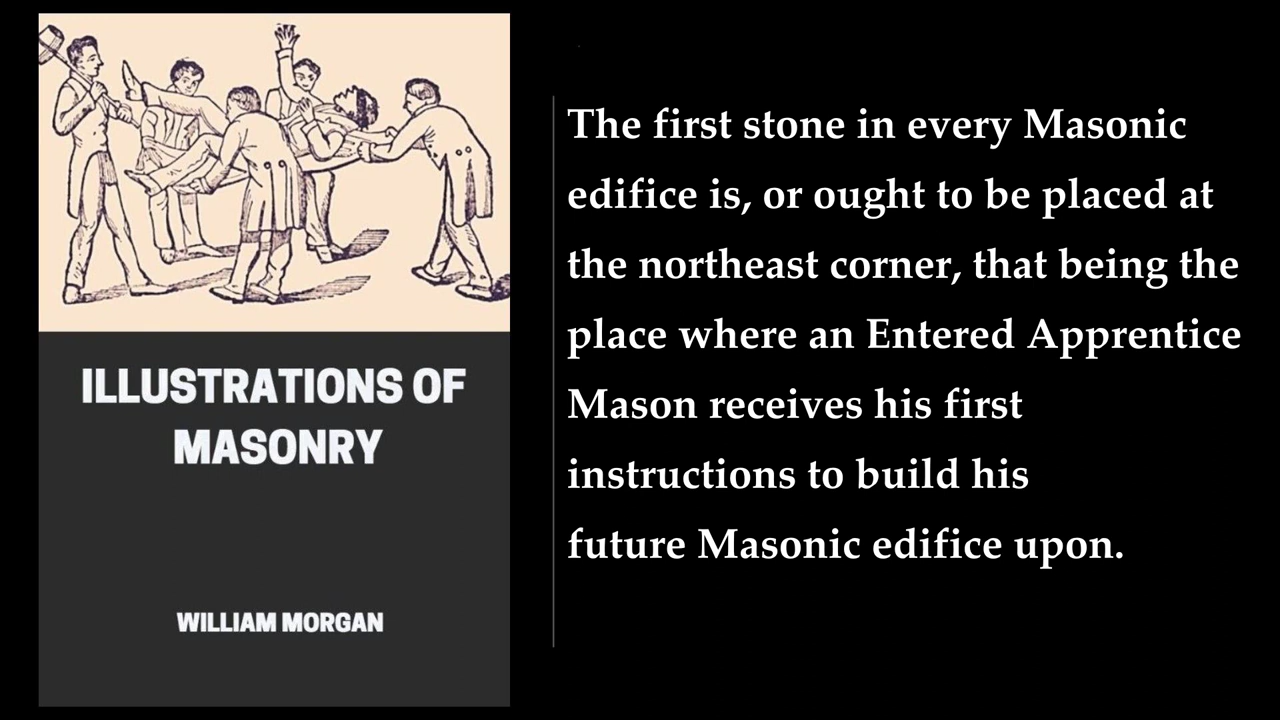 ILLUSTRATIONS OF
MASONRY
WILLIAM MORGAN
The first stone in every Masonic
edifice is, or ought to be placed at
the northeast corner, that being the
place where an Entered Apprentice
Mason receives his first
instructions to build his
future Masonic edifice upon.